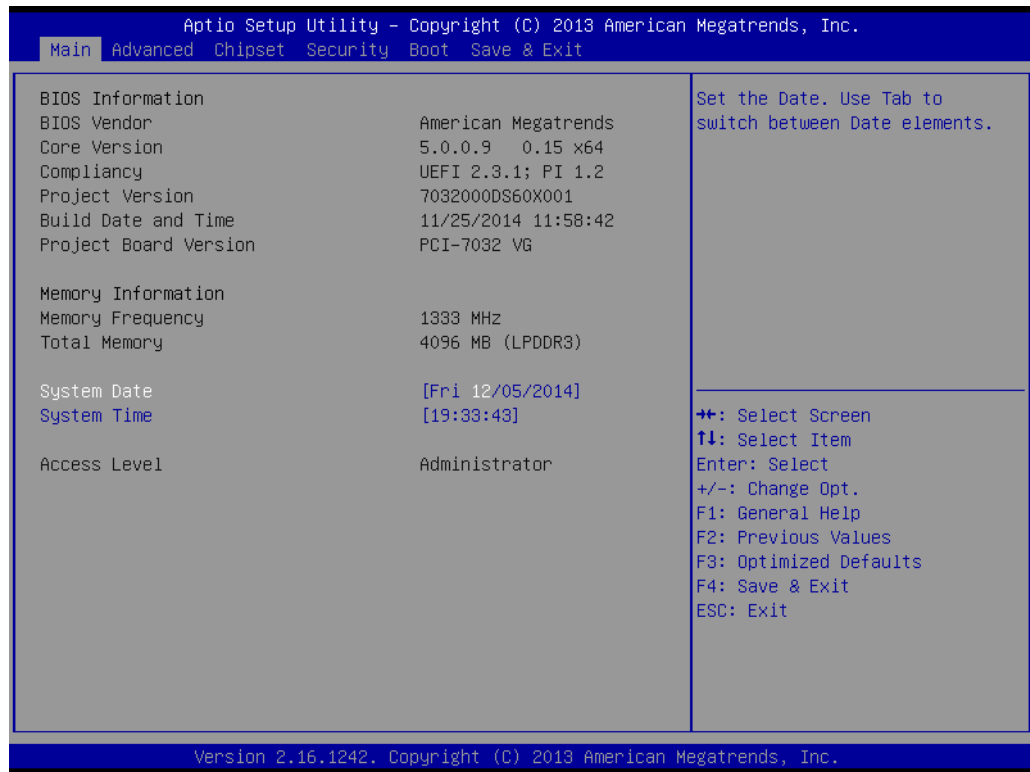 Aptio Setup Utility – Copyright (C) 2013 American Megatrends, Inc.
Main Advanced Chipset Security Boot Save & Exit
BIOS Information
BIOS Vendor American Megatrends
Core Version 5.0.0.9 0.15 x64
Compliancy UEFI 2.3.1; PI 1.2
Project Version 7032000DS60X001
Build Date and Time 11/25/2014 11:58:42
Project Board Version PCI-7032 VG
Memory Information
Memory Frequency 1333 MHz
Total Memory 4096 MB (LPDDR3)
System Date [Fri 12/05/2014]
System Time [19:33:43]
Access Level Administrator
Set the Date. Use Tab to
switch between Date elements.
→←: Select Screen
↑↓: Select Item
Enter: Select
+/-: Change Opt.
F1: General Help
F2: Previous Values
F3: Optimized Defaults
F4: Save & Exit
ESC: Exit
Version 2.16.1242. Copyright (C) 2013 American Megatrends, Inc.